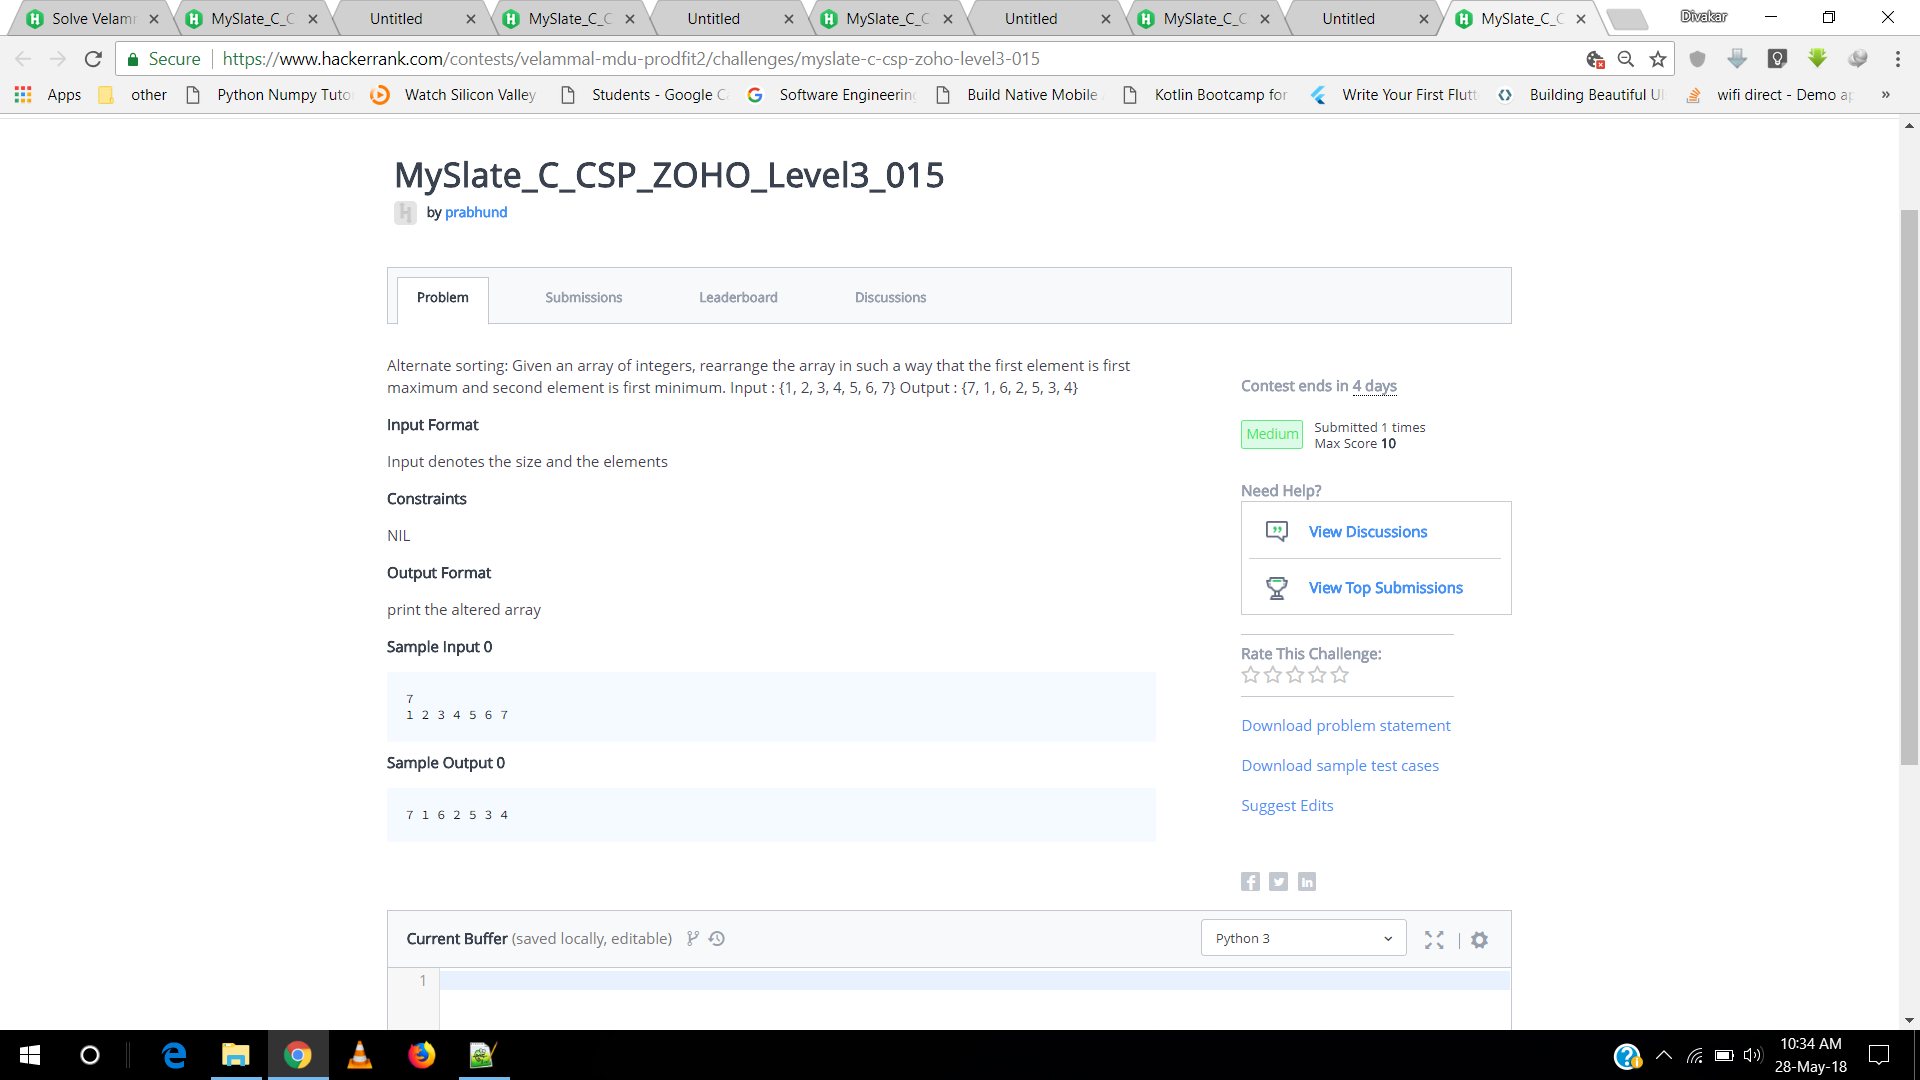 Solve Velamm
MySlate_C_C
Untitled
MySlate_C_C
Untitled
MySlate_C_C
Untitled
MySlate_C_C
Untitled
MySlate_C_C
Divakar
Secure
https://www.hackerrank.com/contests/velammal-mdu-prodfit2/challenges/myslate-c-csp-zoho-level3-015
Apps
other
Python Numpy Tuto
Watch Silicon Valley
Students - Google C
Software Engineering
Build Native Mobile
Kotlin Bootcamp for
Write Your First Flutt
Building Beautiful UI
wifi direct - Demo ap
»
MySlate_C_CSP_ZOHO_Level3_015
by prabhund
Problem
Submissions
Leaderboard
Discussions
Alternate sorting: Given an array of integers, rearrange the array in such a way that the first element is first
maximum and second element is first minimum. Input : {1, 2, 3, 4, 5, 6, 7} Output : {7, 1, 6, 2, 5, 3, 4}
Input Format
Input denotes the size and the elements
Constraints
NIL
Output Format
print the altered array
Sample Input 0
7
1 2 3 4 5 6 7
Sample Output 0
7 1 6 2 5 3 4
Contest ends in 4 days
Medium
Submitted 1 times
Max Score 10
Need Help?
View Discussions
View Top Submissions
Rate This Challenge:
Download problem statement
Download sample test cases
Suggest Edits
Current Buffer (saved locally, editable)
Python 3
1
10:34 AM
28-May-18